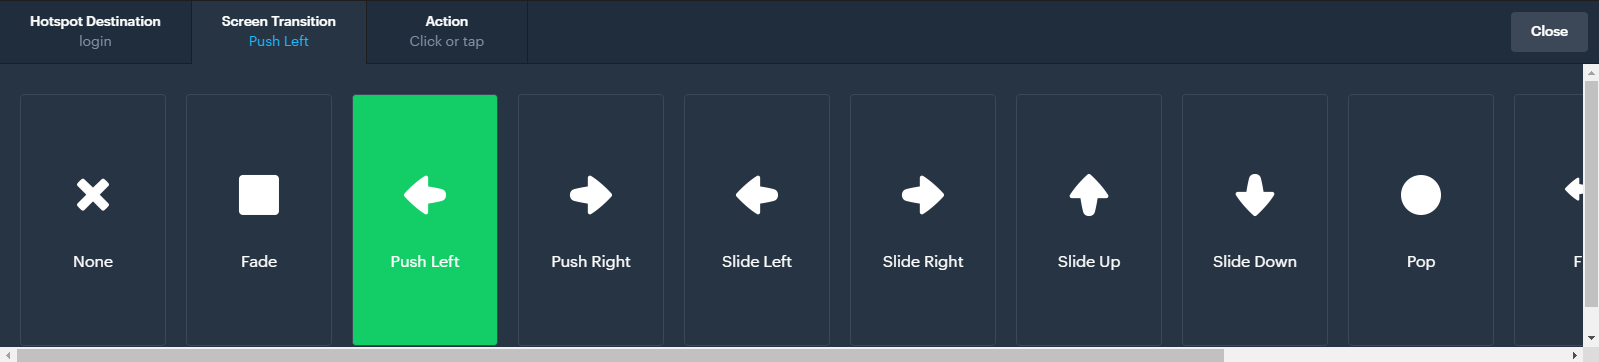 Hotspot Destination
login
Screen Transition
Push Left
Action
Click or tap
Close
None
Fade
Push Left
Push Right
Slide Left
Slide Right
Slide Up
Slide Down
Pop